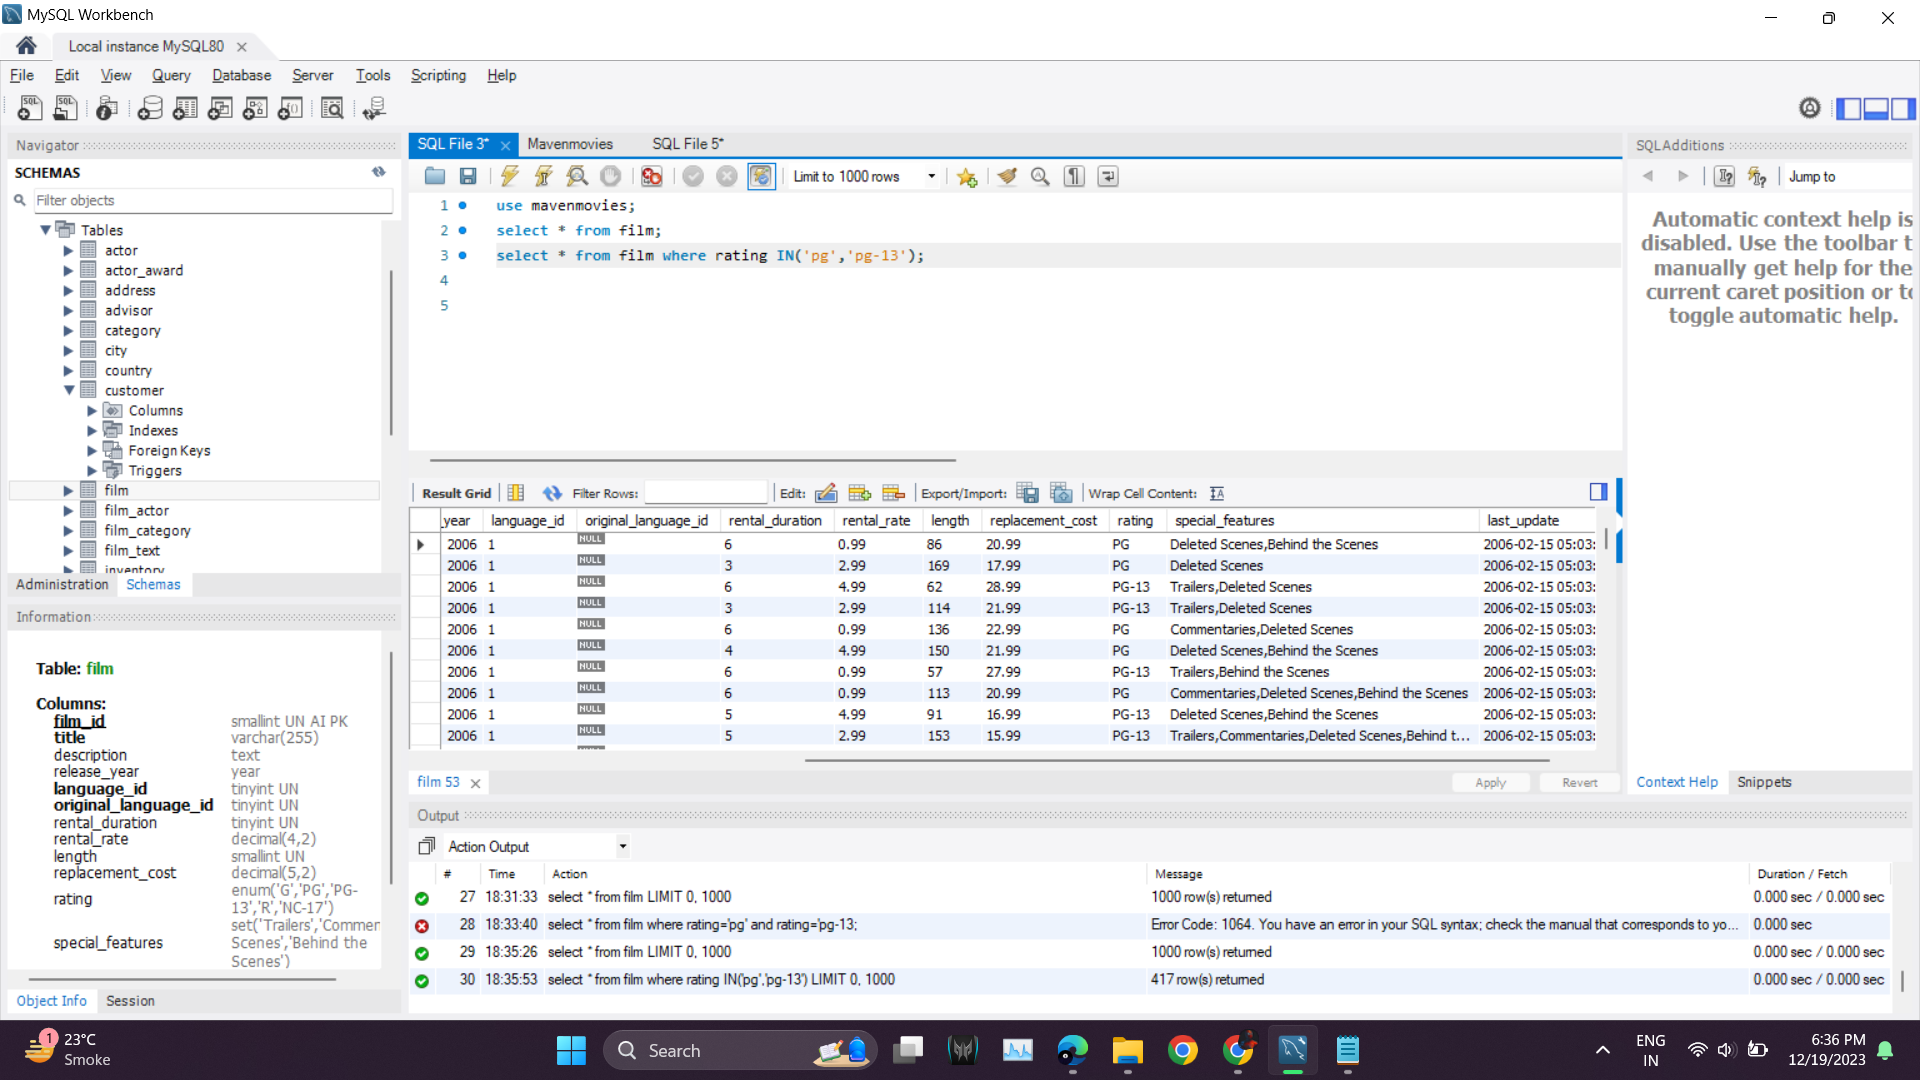 MySQL Workbench
Local instance MySQL80
File Edit View Query Database Server Tools Scripting Help
Navigator
SCHEMAS
Filter objects
Tables
actor
actor_award
address
advisor
category
city
country
customer
Columns
Indexes
Foreign Keys
Triggers
film
film_actor
film_category
film_text
inventory
Administration Schemas
Information
Table: film
Columns:
film_id smallint UN AI PK
title varchar(255)
description text
release_year year
language_id tinyint UN
original_language_id tinyint UN
rental_duration tinyint UN
rental_rate decimal(4,2)
length smallint UN
replacement_cost decimal(5,2)
rating enum('G','PG','PG-
13','R','NC-17')
special_features set('Trailers','Commen
Scenes','Behind the
Scenes')
Object Info Session
SQL File 3* Mavenmovies SQL File 5*
Limit to 1000 rows
1 use mavenmovies;
2 select * from film;
3 select * from film where rating IN('pg','pg-13');
4
5
Result Grid Filter Rows: Edit: Export/Import: Wrap Cell Content:
year language_id original_language_id rental_duration rental_rate length replacement_cost rating special_features last_update
2006 1 NULL 6 0.99 86 20.99 PG Deleted Scenes,Behind the Scenes 2006-02-15 05:03:
2006 1 NULL 3 2.99 169 17.99 PG Deleted Scenes 2006-02-15 05:03:
2006 1 NULL 6 4.99 62 28.99 PG-13 Trailers,Deleted Scenes 2006-02-15 05:03:
2006 1 NULL 3 2.99 114 21.99 PG-13 Trailers,Deleted Scenes 2006-02-15 05:03:
2006 1 NULL 6 0.99 136 22.99 PG Commentaries,Deleted Scenes 2006-02-15 05:03:
2006 1 NULL 4 4.99 150 21.99 PG Deleted Scenes,Behind the Scenes 2006-02-15 05:03:
2006 1 NULL 6 0.99 57 27.99 PG-13 Trailers,Behind the Scenes 2006-02-15 05:03:
2006 1 NULL 6 0.99 113 20.99 PG Commentaries,Deleted Scenes,Behind the Scenes 2006-02-15 05:03:
2006 1 NULL 5 4.99 91 16.99 PG-13 Deleted Scenes,Behind the Scenes 2006-02-15 05:03:
2006 1 NULL 5 2.99 153 15.99 PG-13 Trailers,Commentaries,Deleted Scenes,Behind t... 2006-02-15 05:03:
film 53 Apply Revert
SQLAdditions
Jump to
Automatic context help is
disabled. Use the toolbar t
manually get help for the
current caret position or to
toggle automatic help.
Context Help Snippets
Output
Action Output
# Time Action Message Duration / Fetch
27 18:31:33 select * from film LIMIT 0, 1000 1000 row(s) returned 0.000 sec / 0.000 sec
28 18:33:40 select * from film where rating='pg' and rating='pg-13; Error Code: 1064. You have an error in your SQL syntax; check the manual that corresponds to yo... 0.000 sec
29 18:35:26 select * from film LIMIT 0, 1000 1000 row(s) returned 0.000 sec / 0.000 sec
30 18:35:53 select * from film where rating IN('pg','pg-13') LIMIT 0, 1000 417 row(s) returned 0.000 sec / 0.000 sec
1
23°C
Smoke
Search
ENG
IN
6:36 PM
12/19/2023